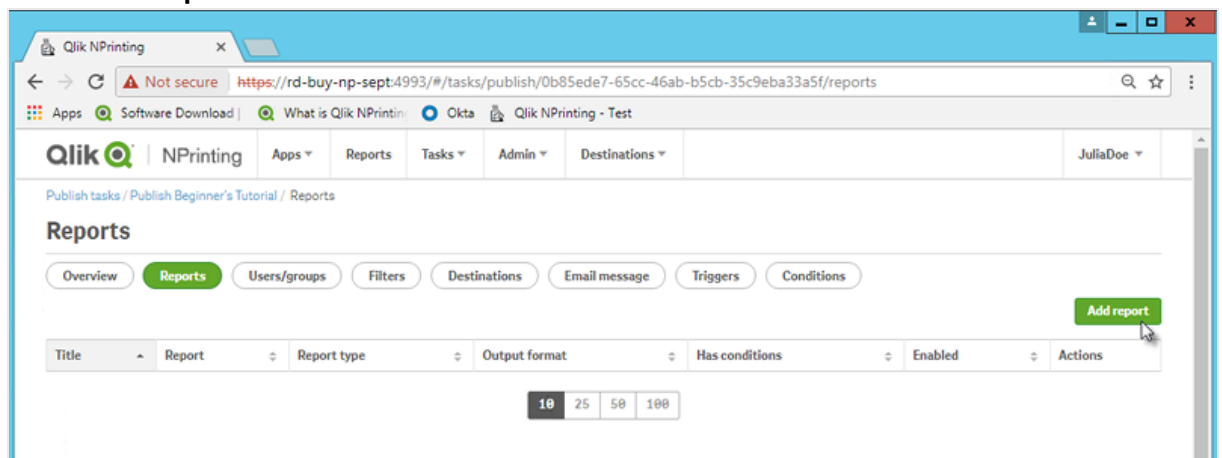 Qlik NPrinting
Not secure https://rd-buy-np-sept:4993/#/tasks/publish/0b85ede7-65cc-46ab-b5cb-35c9eba33a5f/reports
Apps Software Download | What is Qlik NPrintin Okta Qlik NPrinting - Test
Qlik NPrinting Apps Reports Tasks Admin Destinations JuliaDoe
Publish tasks / Publish Beginner's Tutorial / Reports
Reports
Overview Reports Users/groups Filters Destinations Email message Triggers Conditions
Add report
Title Report Report type Output format Has conditions Enabled Actions
10 25 50 100